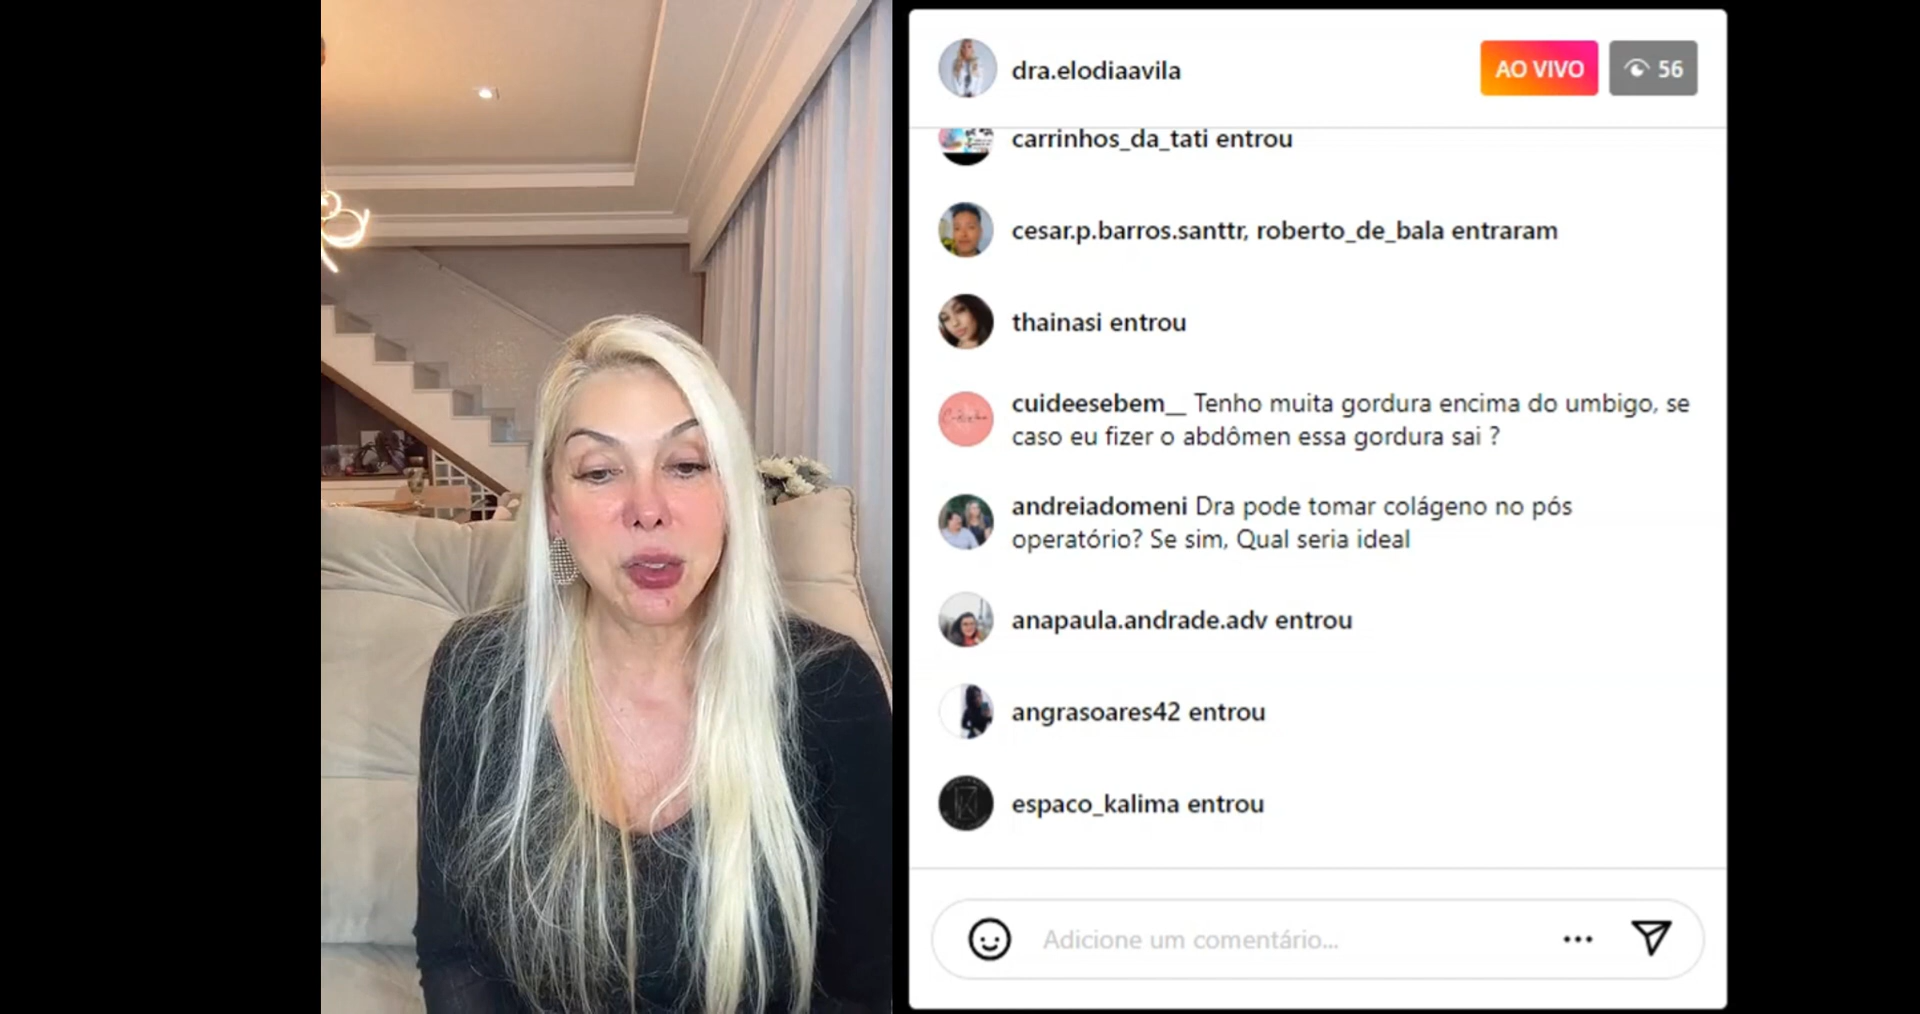 dra.elodiaavila
AO VIVO
56
carrinhos_da_tati entrou
cesar.p.barros.santtr, roberto_de_bala entraram
thainasi entrou
cuideesebem__ Tenho muita gordura encima do umbigo, se
caso eu fizer o abdômen essa gordura sai ?
andreiadomeni Dra pode tomar colágeno no pós
operatório? Se sim, Qual seria ideal
anapaula.andrade.adv entrou
angrasoares42 entrou
espaco_kalima entrou
Adicione um comentário...